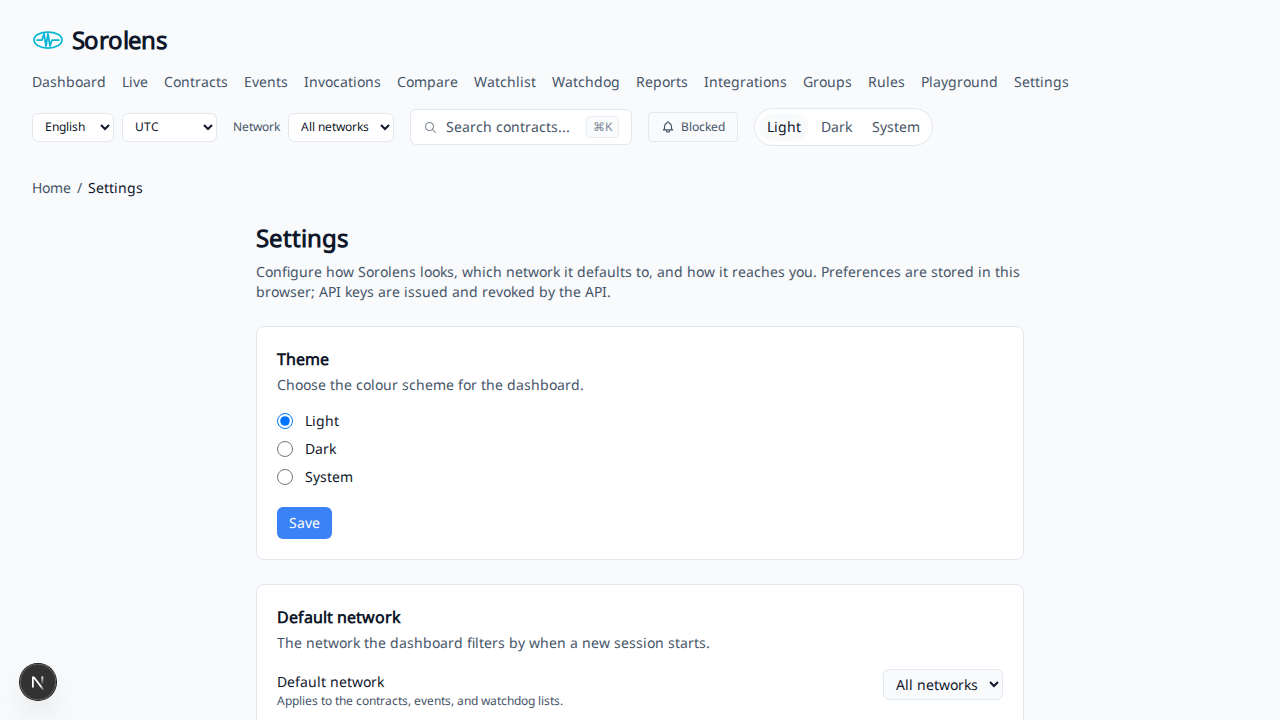 Sorolens
Dashboard Live Contracts Events Invocations Compare Watchlist Watchdog Reports Integrations Groups Rules Playground Settings
English UTC Network All networks Search contracts... ⌘K Blocked Light Dark System
Home / Settings
Settings
Configure how Sorolens looks, which network it defaults to, and how it reaches you. Preferences are stored in this
browser; API keys are issued and revoked by the API.
Theme
Choose the colour scheme for the dashboard.
Light
Dark
System
Save
Default network
The network the dashboard filters by when a new session starts.
Default network All networks
Applies to the contracts, events, and watchdog lists.
N